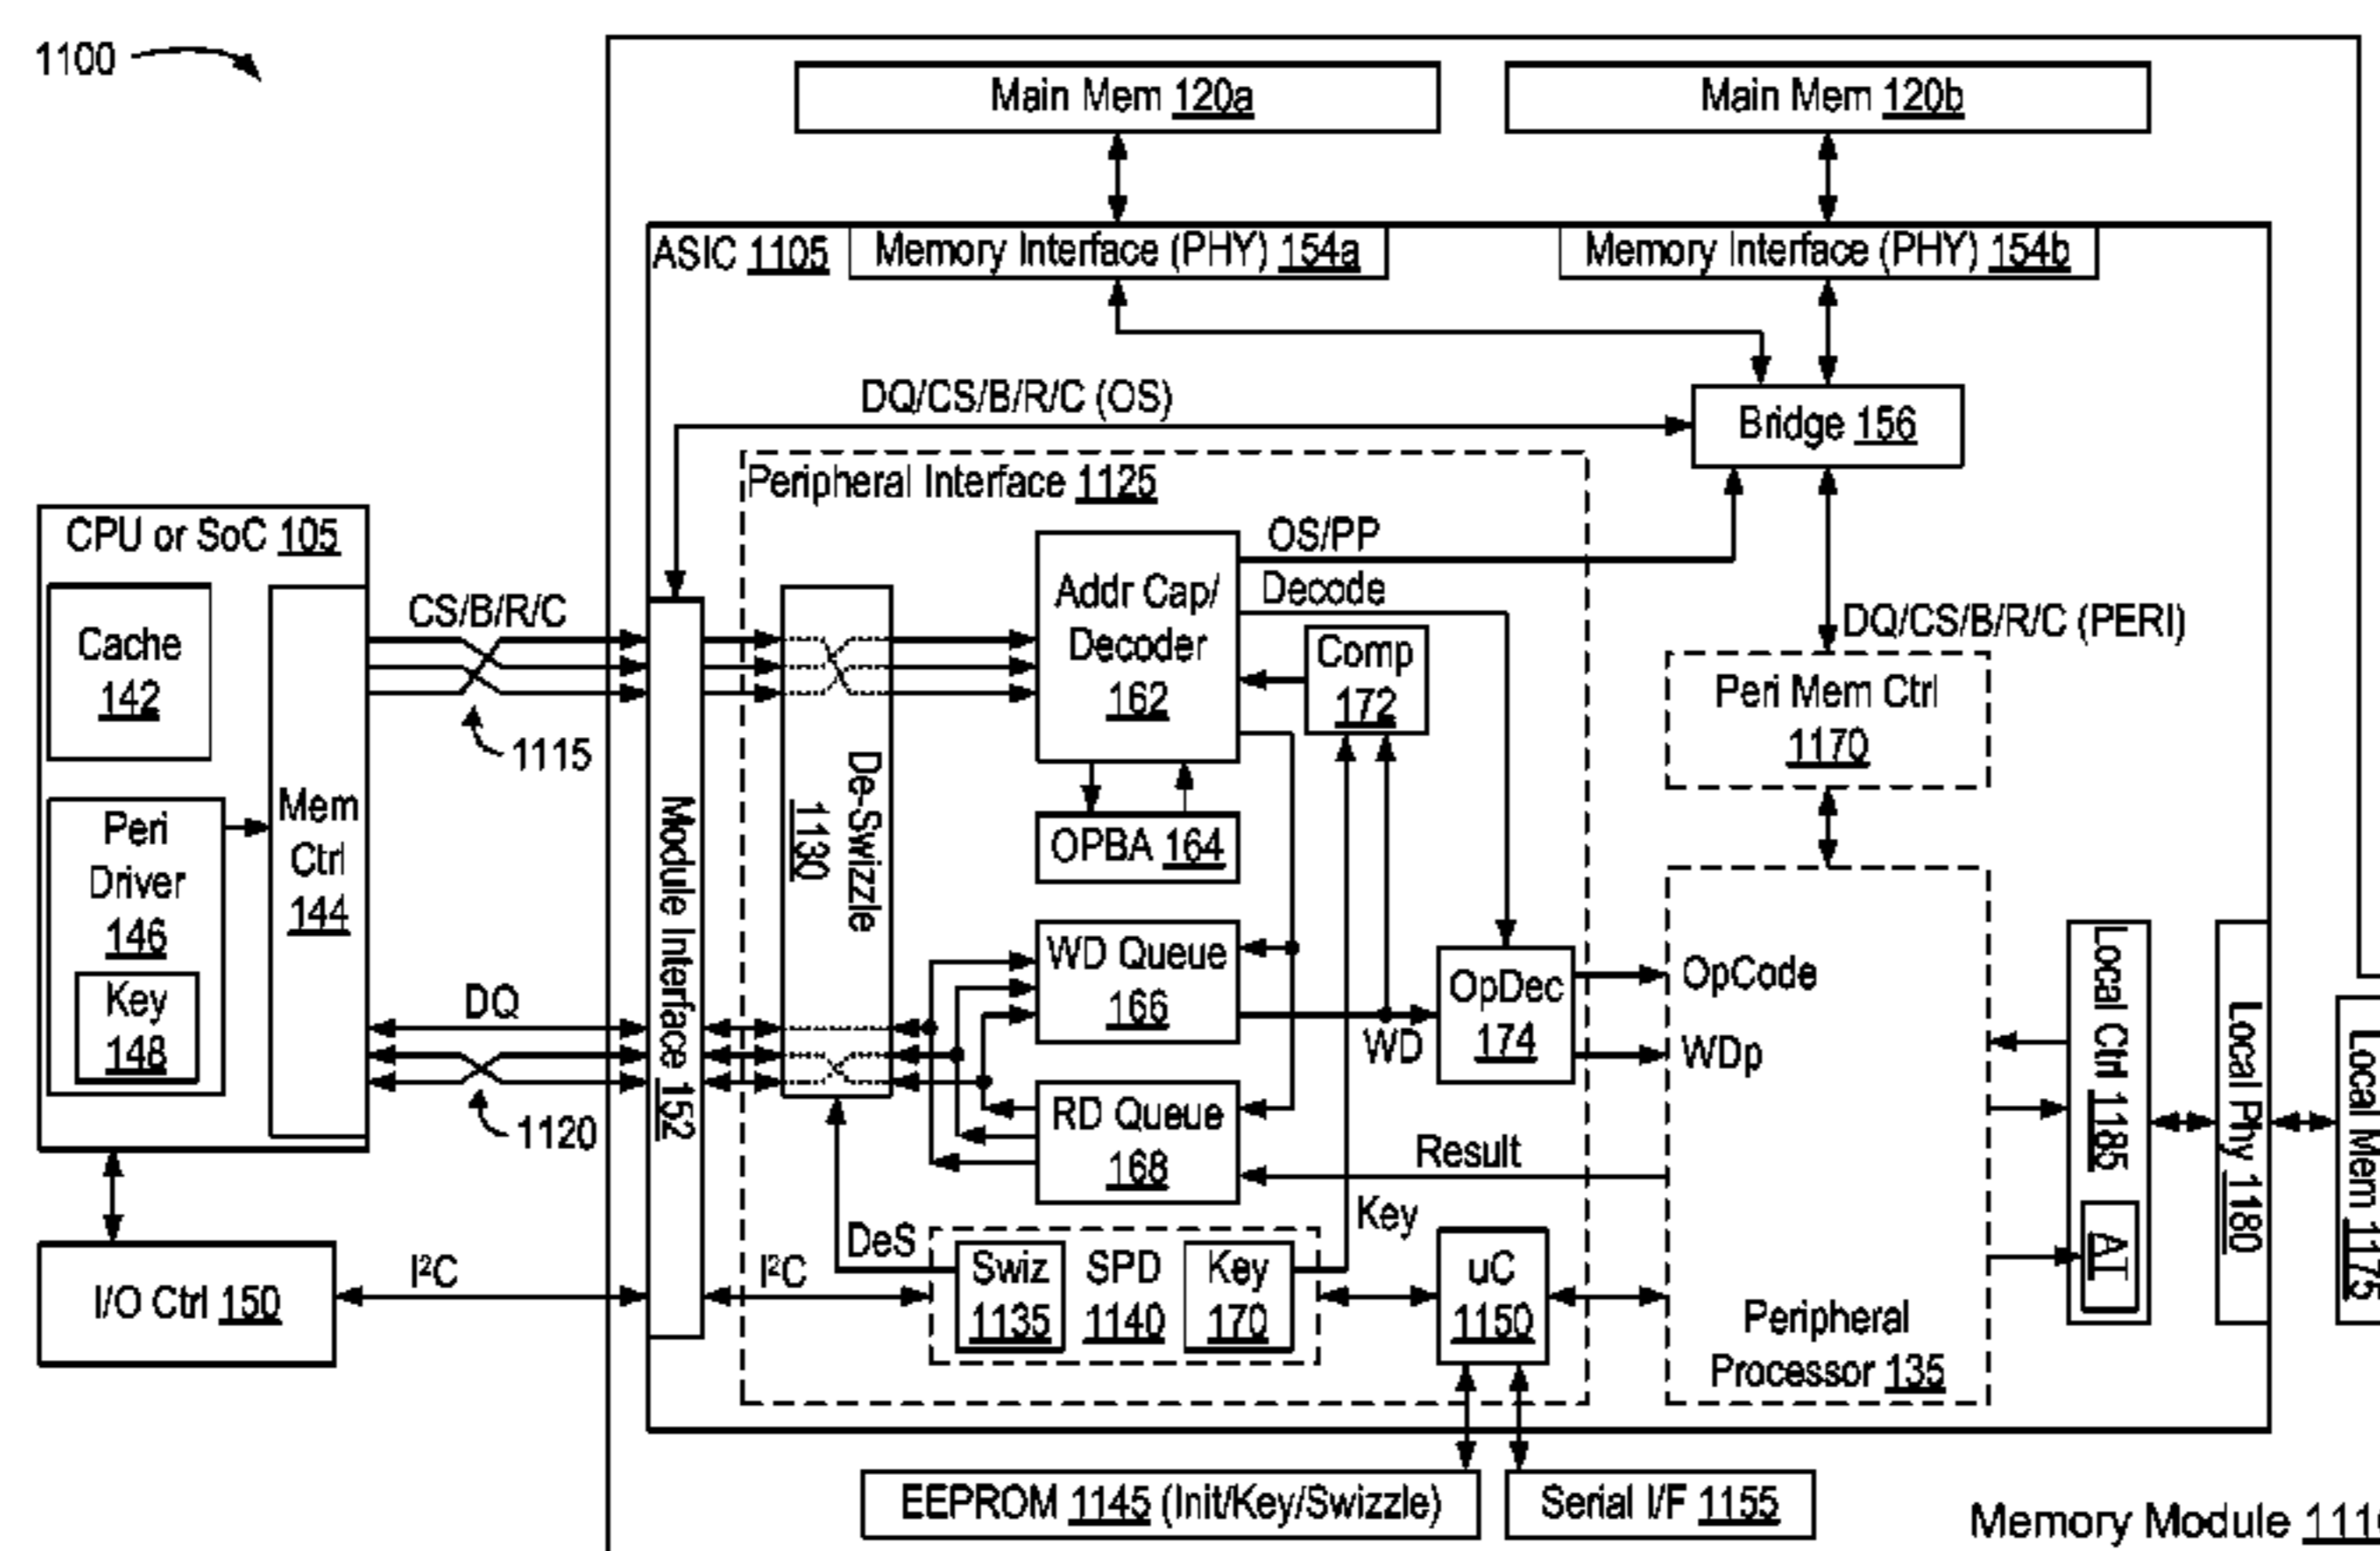 1100
Main Mem 120a
Main Mem 120b
ASIC 1105
Memory Interface (PHY) 154a
Memory Interface (PHY) 154b
DQ/CS/B/R/C (OS)
Bridge 156
Peripheral Interface 1125
CPU or SoC 105
OS/PP
Decode
Cache
142
CS/B/R/C
1115
Addr Cap/
Decoder
162
Comp
172
DQ/CS/B/R/C (PERI)
Peri Mem Ctrl
1170
Peri
Driver
146
Key
148
Mem
Ctrl
144
Module Interface 152
De-Swizzle
1130
OPBA 164
WD Queue
166
WD
OpDec
174
OpCode
WDp
DQ
1120
RD Queue
168
Result
Local Ctrl 1185
AI
Local Phy 1180
Local Mem 1175
DeS
Key
I/O Ctrl 150
I²C
I²C
Swiz
1135
SPD
1140
Key
170
uC
1150
Peripheral
Processor 135
EEPROM 1145 (Init/Key/Swizzle)
Serial I/F 1155
Memory Module